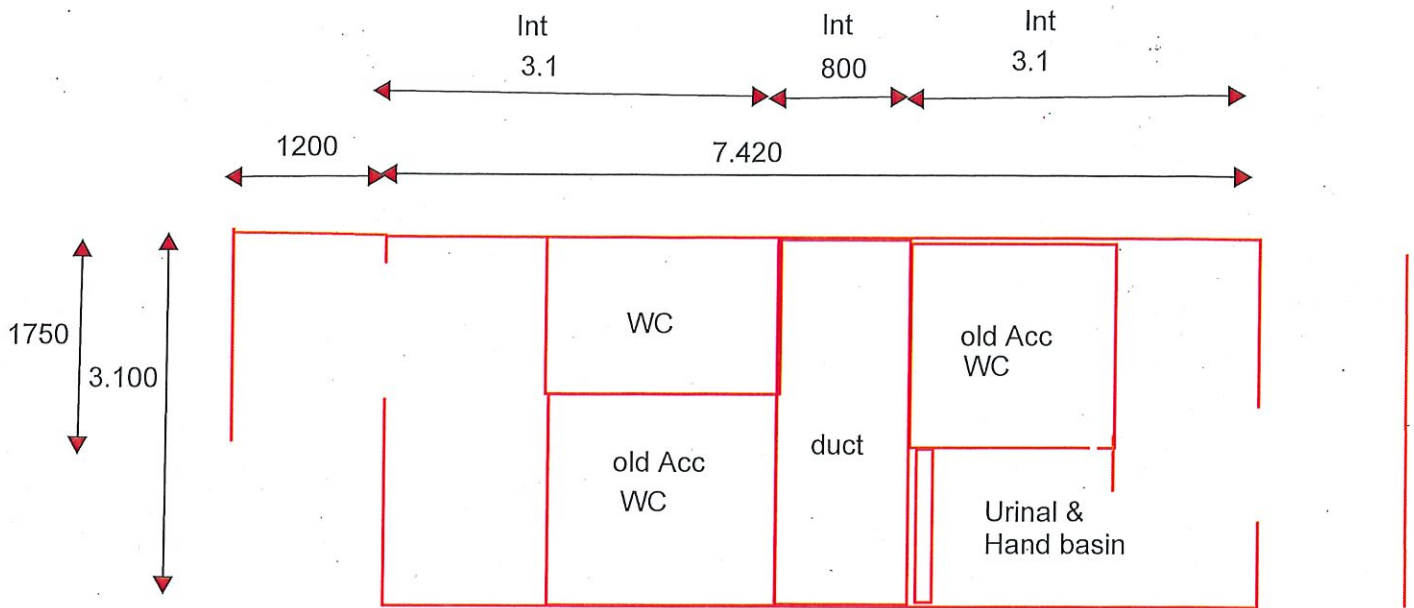 Int
Int
Int
3.1
800
3.1
1200
7.420
1750
3.100
WC
old Acc
WC
old Acc
WC
duct
Urinal &
Hand basin